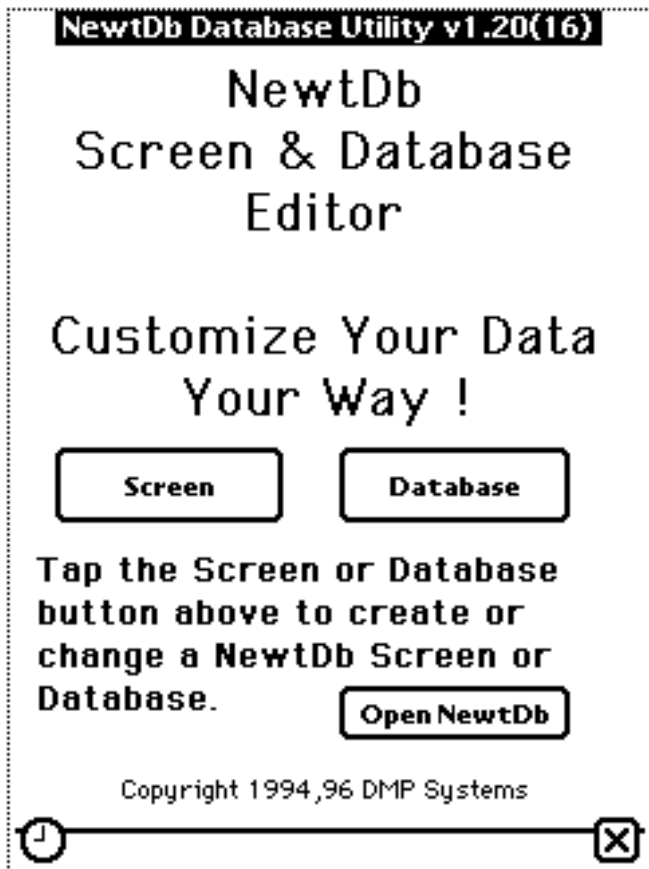 NewtDb Database Utility v1.20(16)
NewtDb
Screen & Database
Editor
Customize Your Data
Your Way !
Screen
Database
Tap the Screen or Database
button above to create or
change a NewtDb Screen or
Database.
Open NewtDb
Copyright 1994,96 DMP Systems